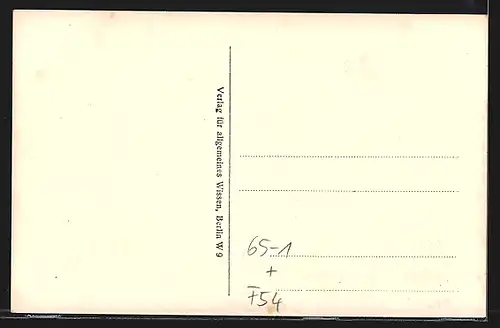 Verlag für allgemeines Wissen, Berlin W 9
65-1
+
F54